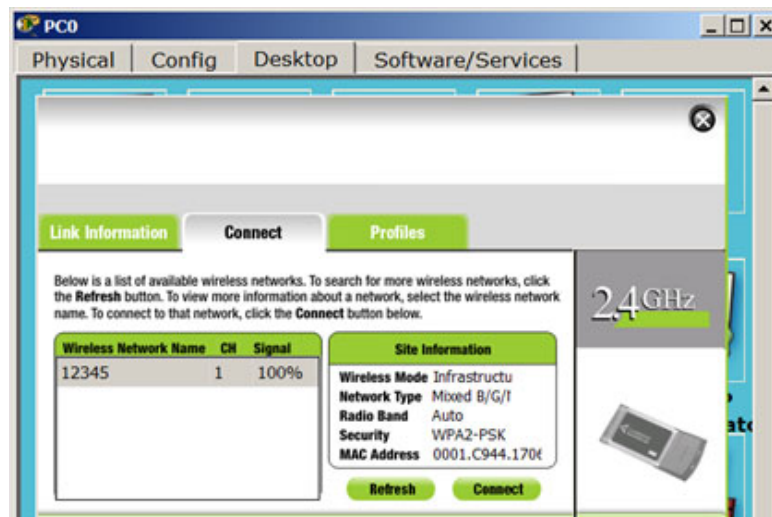 PC0
Physical Config Desktop Software/Services
Link Information Connect Profiles
Below is a list of available wireless networks. To search for more wireless networks, click
the Refresh button. To view more information about a network, select the wireless network
name. To connect to that network, click the Connect button below.
2.4GHz
Wireless Network Name CH Signal
12345 1 100%
Site Information
Wireless Mode Infrastructu
Network Type Mixed B/G/
Radio Band Auto
Security WPA2-PSK
MAC Address 0001.C944.170
Refresh Connect